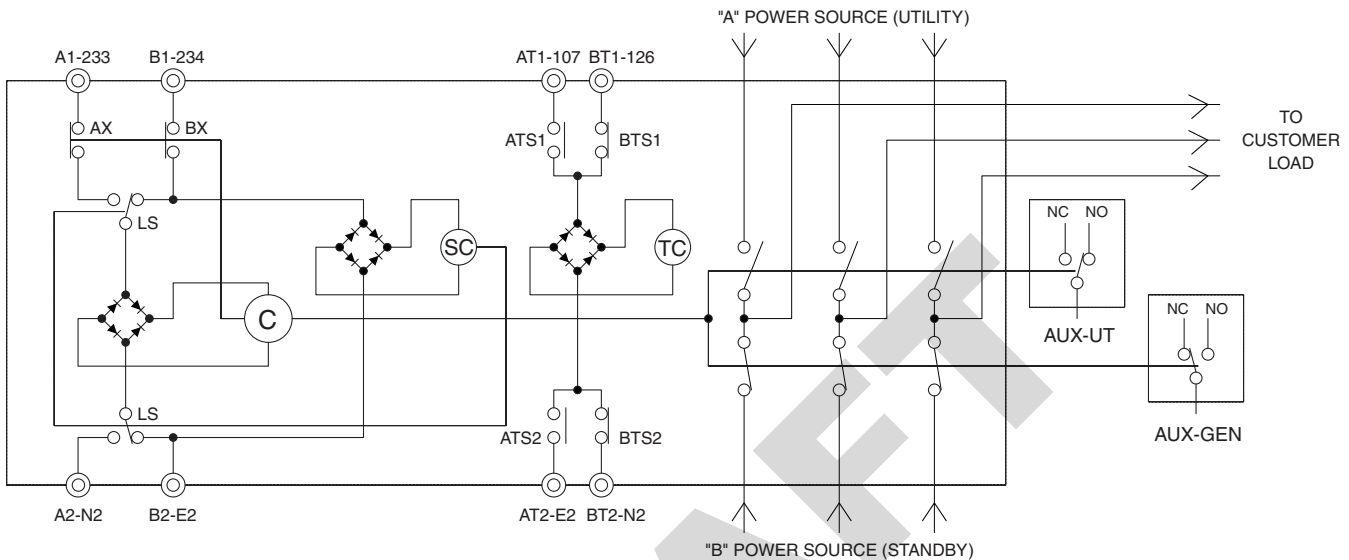 "A" POWER SOURCE (UTILITY)
A1-233
B1-234
AT1-107
BT1-126
AX
BX
ATS1
BTS1
TO
CUSTOMER
LOAD
LS
SC
TC
NC
NO
C
AUX-UT
NC
NO
LS
ATS2
BTS2
AUX-GEN
A2-N2
B2-E2
AT2-E2
BT2-N2
"B" POWER SOURCE (STANDBY)